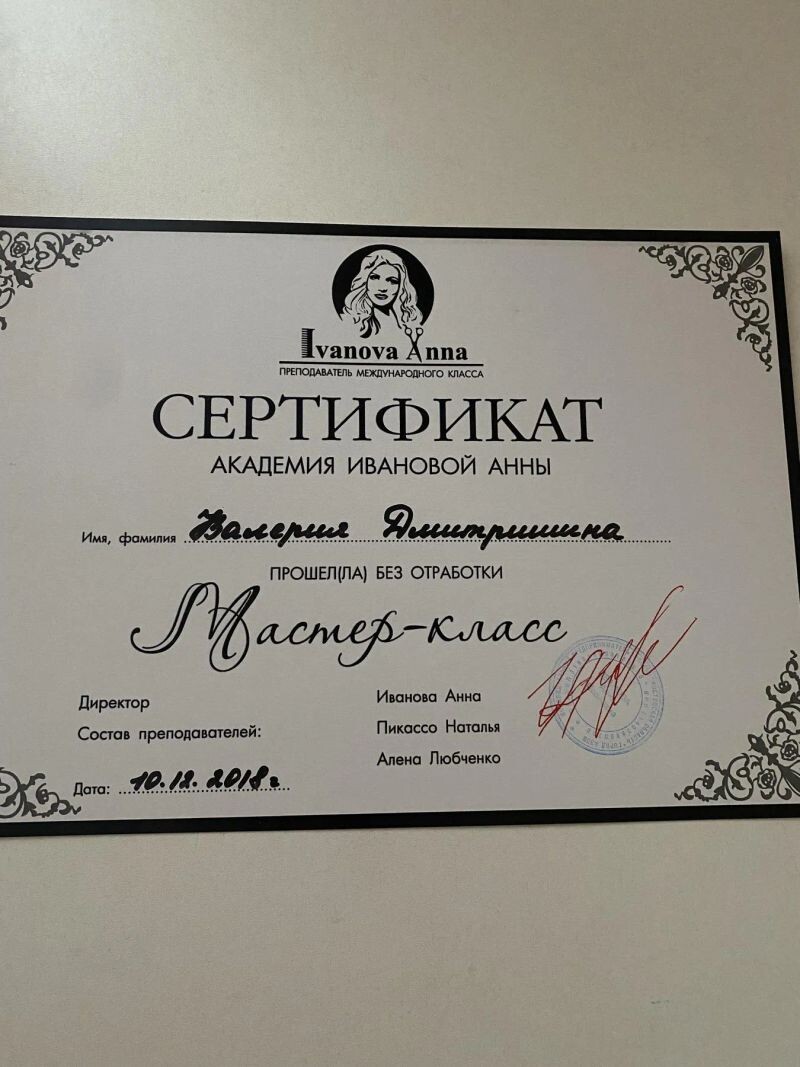 Ivanova Anna
ПРЕПОДАВАТЕЛЬ МЕЖДУНАРОДНОГО КЛАССА
СЕРТИФИКАТ
АКАДЕМИЯ ИВАНОВОЙ АННЫ
Имя, фамилия Валерия Дмитришина
ПРОШЕЛ(ЛА) БЕЗ ОТРАБОТКИ
Мастер-класс
Директор Иванова Анна
Состав преподавателей: Пикассо Наталья
Алена Любченко
Дата: 10.12.2018г